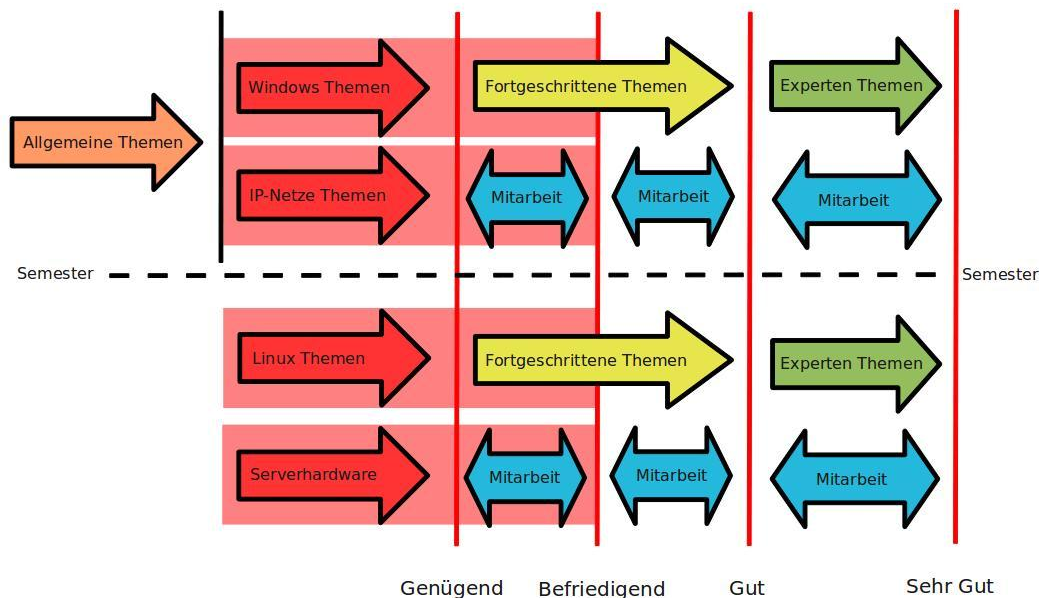 Windows Themen
Fortgeschrittene Themen
Experten Themen
Allgemeine Themen
IP-Netze Themen
Mitarbeit
Mitarbeit
Mitarbeit
Semester
Semester
Linux Themen
Fortgeschrittene Themen
Experten Themen
Serverhardware
Mitarbeit
Mitarbeit
Mitarbeit
Genügend
Befriedigend
Gut
Sehr Gut